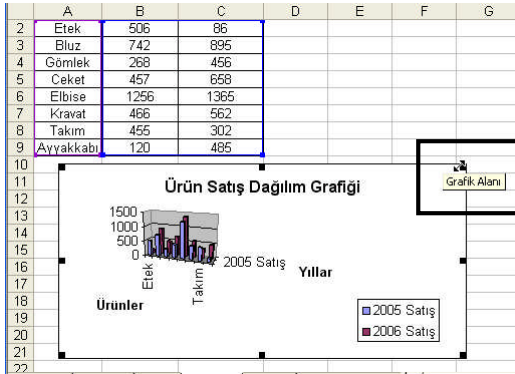 A B C D E F G
2 Etek 506 86
3 Bluz 742 895
4 Gömlek 268 456
5 Ceket 457 658
6 Elbise 1256 1365
7 Kravat 466 562
8 Takım 455 302
9 Ayyakkabı 120 485
10
11 Grafik Alanı
Ürün Satış Dağılım Grafiği
12
13
1500
14
1000
15
500
16
0
2005 Satış
Yıllar
17
Etek
Takım
18
Ürünler
19
2005 Satış
20
2006 Satış
21
22